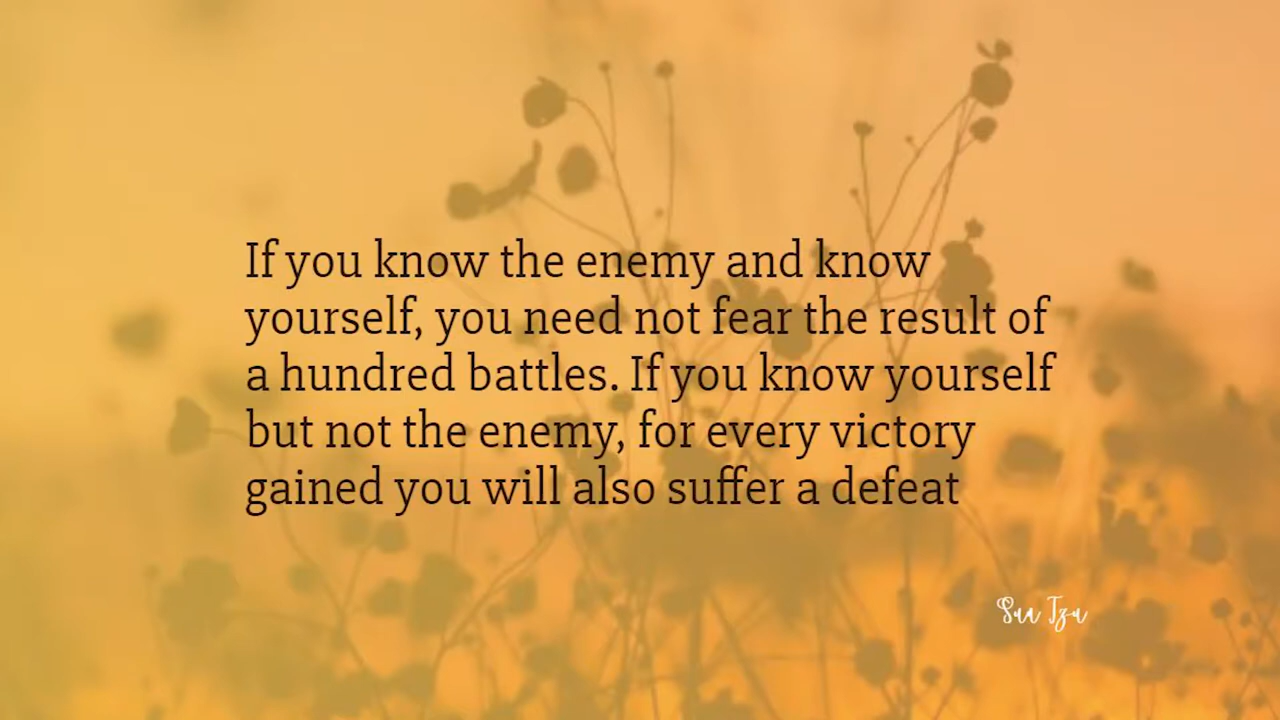 If you know the enemy and know
yourself, you need not fear the result of
a hundred battles. If you know yourself
but not the enemy, for every victory
gained you will also suffer a defeat
Sun Tzu